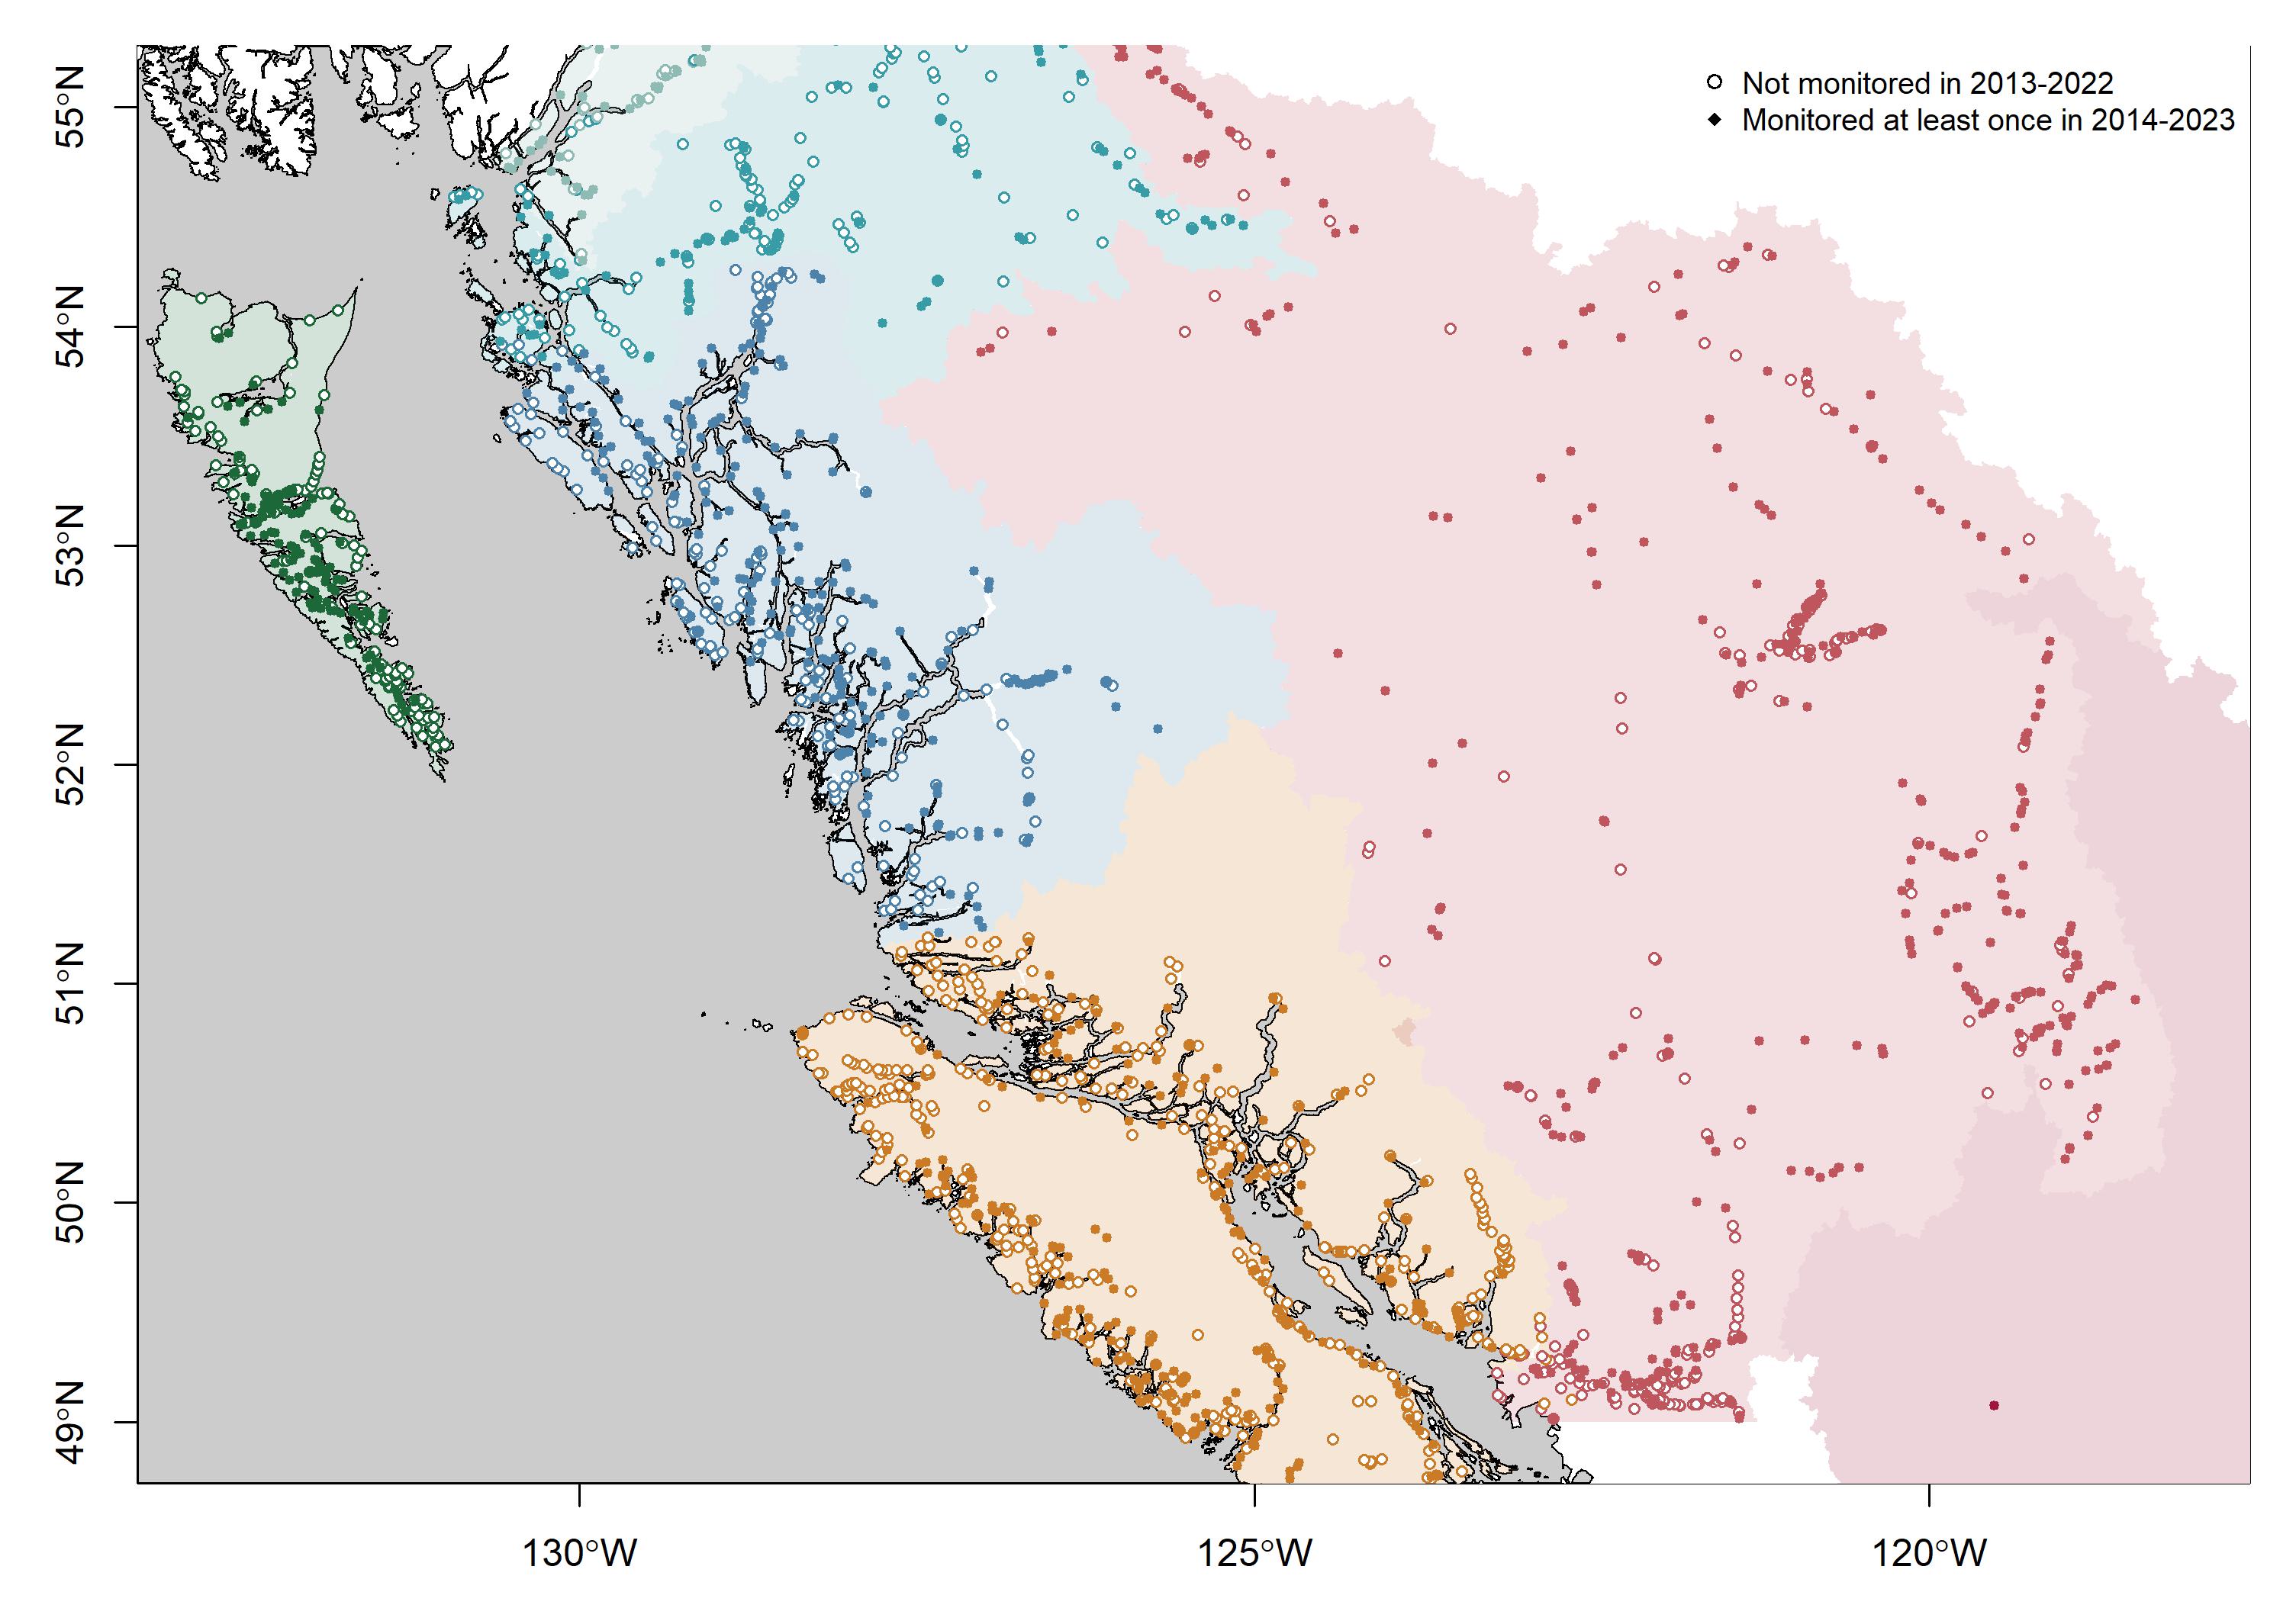 Not monitored in 2013-2022
Monitored at least once in 2014-2023
55°N
54°N
53°N
52°N
51°N
50°N
49°N
130°W
125°W
120°W